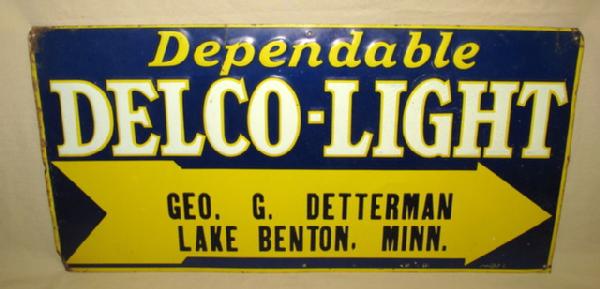 Dependable
DELCO-LIGHT
GEO. G. DETTERMAN
LAKE BENTON, MINN.